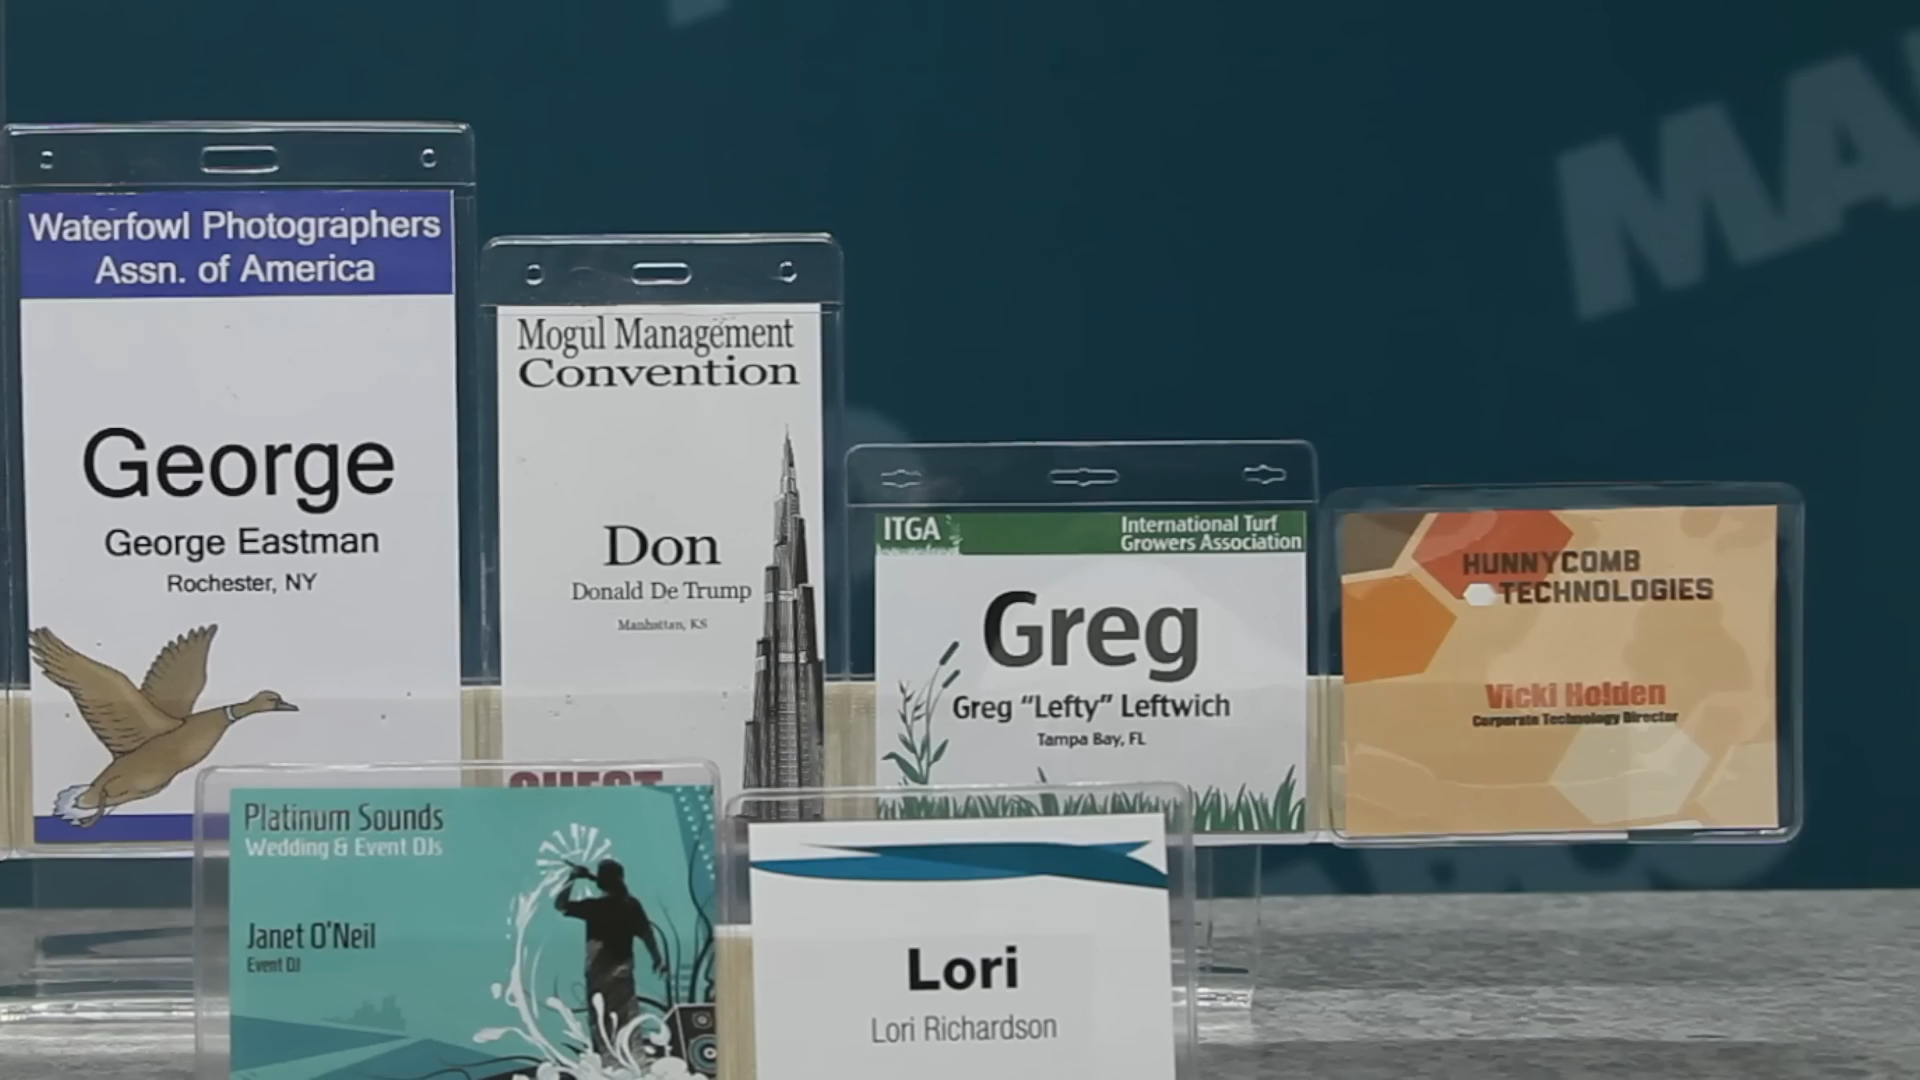 Waterfowl Photographers
Assn. of America
George
George Eastman
Rochester, NY
Mogul Management
Convention
Don
Donald De Trump
Manhattan, KS
GUEST
ITGA
International Turf
Growers Association
Greg
Greg “Lefty” Leftwich
Tampa Bay, FL
HUNNYCOMB
TECHNOLOGIES
Vicki Holden
Corporate Technology Director
Platinum Sounds
Wedding & Event DJs
Janet O'Neil
Event DJ
Lori
Lori Richardson